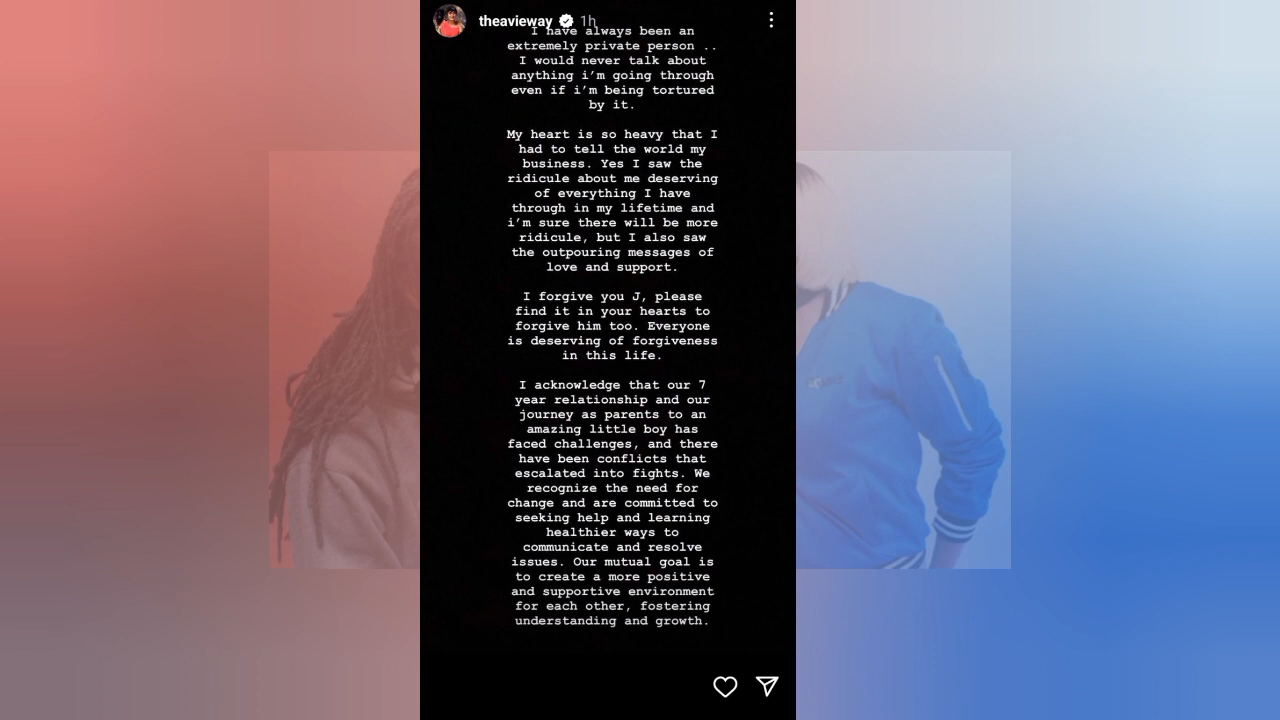 theavieway 1h
I have always been an
extremely private person ..
I would never talk about
anything i’m going through
even if i’m being tortured
by it.
My heart is so heavy that I
had to tell the world my
business. Yes I saw the
ridicule about me deserving
of everything I have
through in my lifetime and
i’m sure there will be more
ridicule, but I also saw
the outpouring messages of
love and support.
I forgive you J, please
find it in your hearts to
forgive him too. Everyone
is deserving of forgiveness
in this life.
I acknowledge that our 7
year relationship and our
journey as parents to an
amazing little boy has
faced challenges, and there
have been conflicts that
escalated into fights. We
recognize the need for
change and are committed to
seeking help and learning
healthier ways to
communicate and resolve
issues. Our mutual goal is
to create a more positive
and supportive environment
for each other, fostering
understanding and growth.